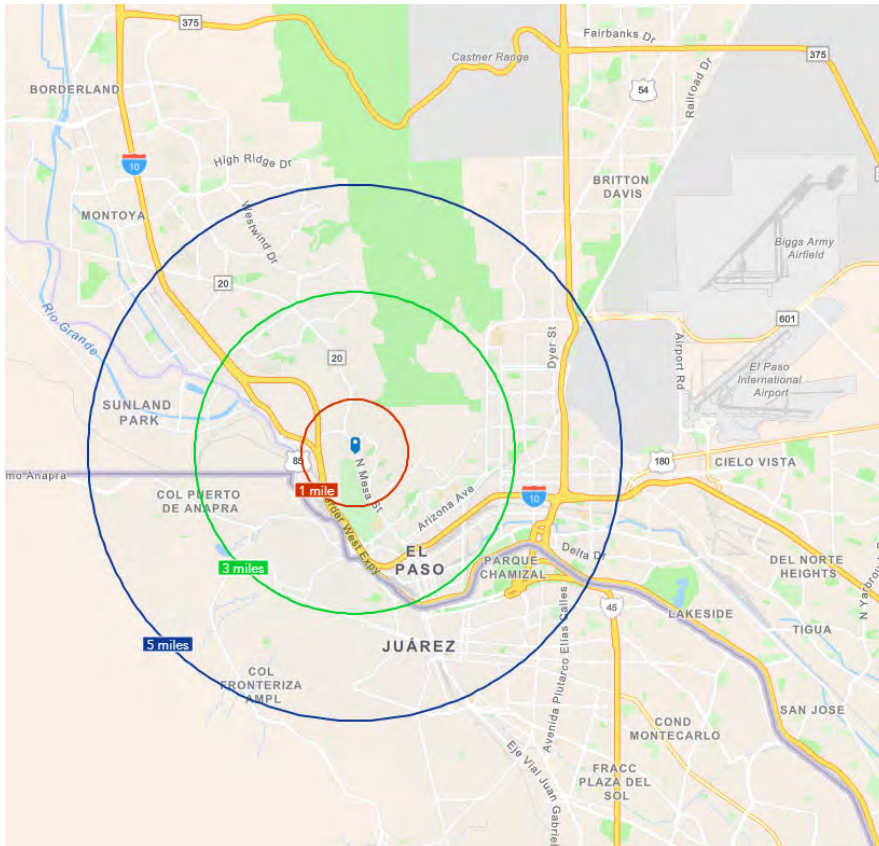 375
Fairbanks Dr
Castner Range
375
BORDERLAND
54
Railroad Dr
10
High Ridge Dr
BRITTON
DAVIS
MONTOYA
Westwind Dr
Biggs Army
Airfield
20
Rio Grande
601
20
Dyer St
Airport Rd
El Paso
International
Airport
SUNLAND
PARK
85
N Mesa St
180
CIELO VISTA
mo Anapra
1 mile
COL PUERTO
DE ANAPRA
Arizona Ave
10
Border West Expy
EL
PASO
Delta Dr
PARQUE
CHAMIZAL
3 miles
DEL NORTE
HEIGHTS
N Yarbrou
45
LAKESIDE
TIGUA
5 miles
JUÁREZ
Avenida Plutarco Elías Calles
COL
FRONTERIZA
AMPL
SAN JOSE
COND
MONTECARLO
Eje Vial Juan Gabriel
FRACC
PLAZA DEL
SOL